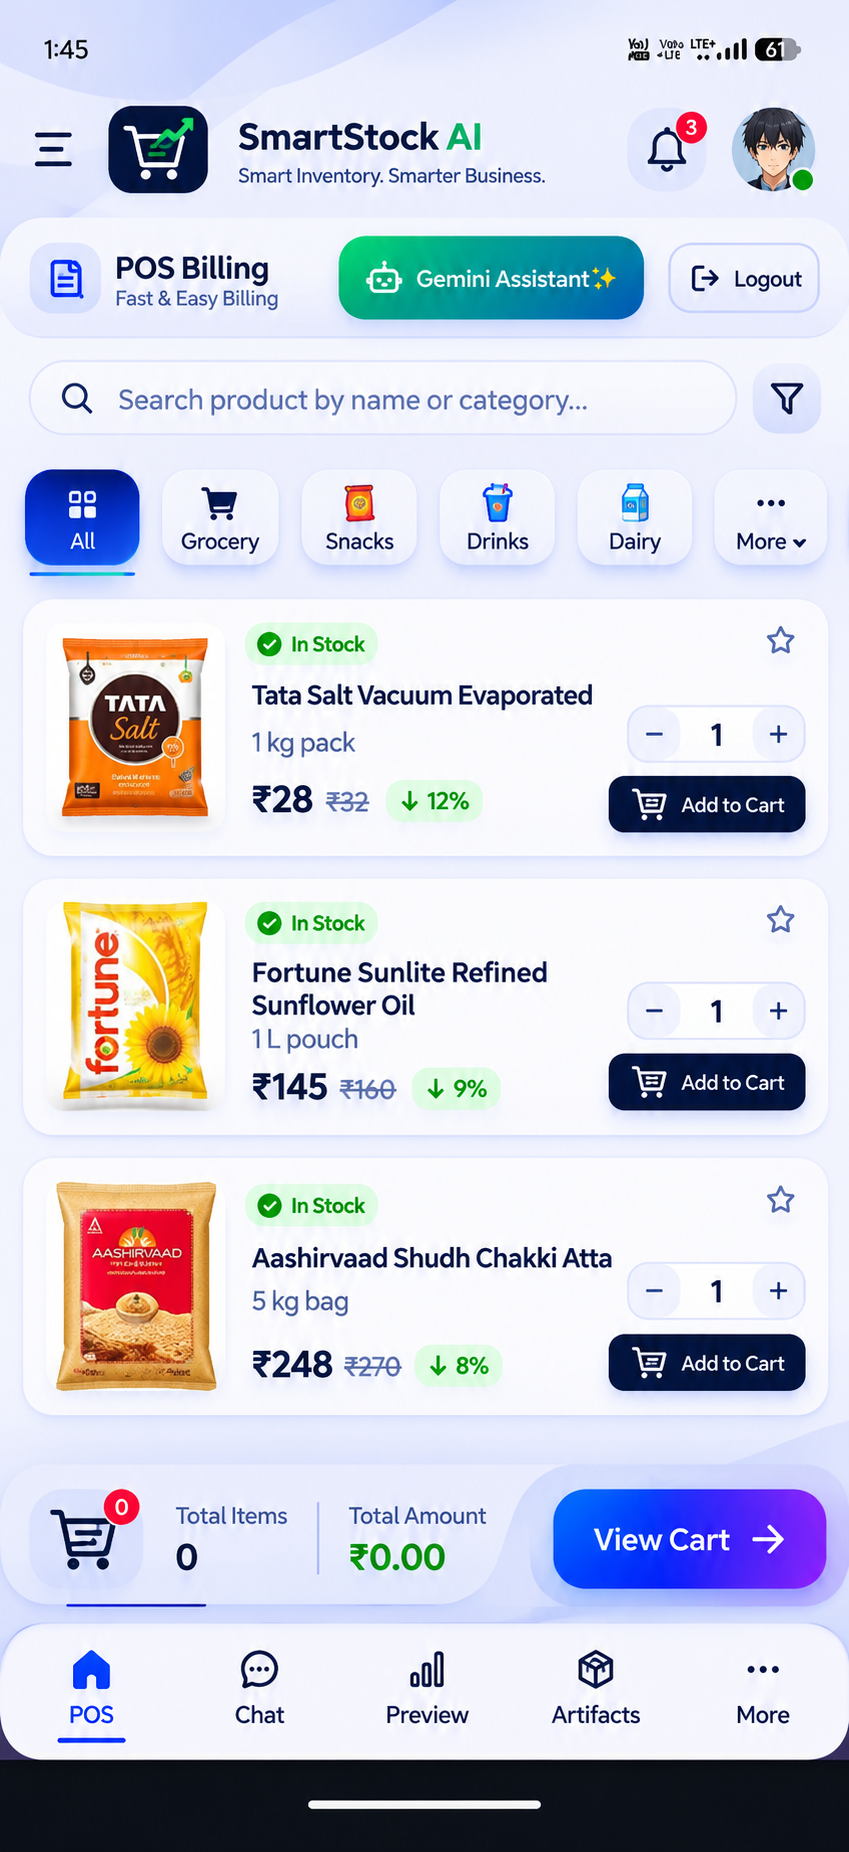 1:45
LTE+
61
SmartStock AI
Smart Inventory. Smarter Business.
3
POS Billing
Fast & Easy Billing
Gemini Assistant✨
Logout
Search product by name or category...
All
Grocery
Snacks
Drinks
Dairy
More
In Stock
TATA
Salt
Tata Salt Vacuum Evaporated
1 kg pack
1
₹28 ₹32 ↓ 12%
Add to Cart
In Stock
fortune
Fortune Sunlite Refined
Sunflower Oil
1 L pouch
1
₹145 ₹160 ↓ 9%
Add to Cart
In Stock
AASHIRVAAD
Aashirvaad Shudh Chakki Atta
5 kg bag
1
₹248 ₹270 ↓ 8%
Add to Cart
0
Total Items
0
Total Amount
₹0.00
View Cart →
POS
Chat
Preview
Artifacts
More